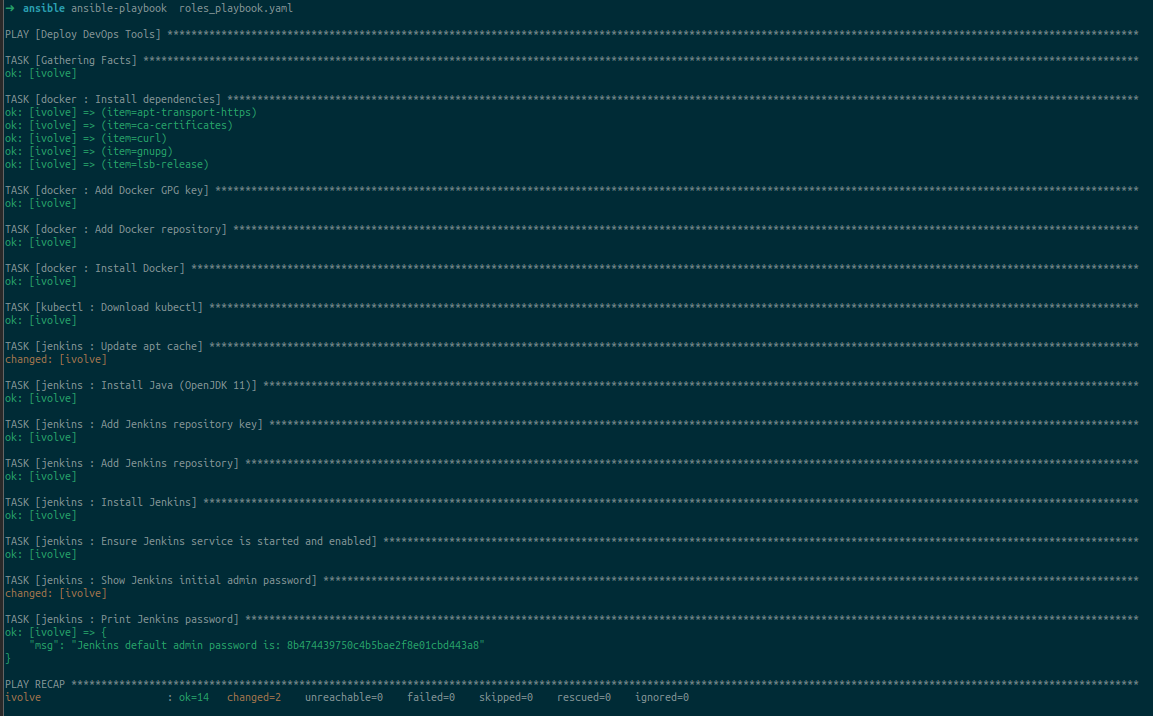 ➜ ansible ansible-playbook roles_playbook.yaml
PLAY [Deploy DevOps Tools] ******************************************************************************************************************************************************************
TASK [Gathering Facts] **********************************************************************************************************************************************************************
ok: [ivolve]
TASK [docker : Install dependencies] ********************************************************************************************************************************************************
ok: [ivolve] => (item=apt-transport-https)
ok: [ivolve] => (item=ca-certificates)
ok: [ivolve] => (item=curl)
ok: [ivolve] => (item=gnupg)
ok: [ivolve] => (item=lsb-release)
TASK [docker : Add Docker GPG key] **********************************************************************************************************************************************************
ok: [ivolve]
TASK [docker : Add Docker repository] *******************************************************************************************************************************************************
ok: [ivolve]
TASK [docker : Install Docker] **************************************************************************************************************************************************************
ok: [ivolve]
TASK [kubectl : Download kubectl] ***********************************************************************************************************************************************************
ok: [ivolve]
TASK [jenkins : Update apt cache] ***********************************************************************************************************************************************************
changed: [ivolve]
TASK [jenkins : Install Java (OpenJDK 11)] **************************************************************************************************************************************************
ok: [ivolve]
TASK [jenkins : Add Jenkins repository key] *************************************************************************************************************************************************
ok: [ivolve]
TASK [jenkins : Add Jenkins repository] *****************************************************************************************************************************************************
ok: [ivolve]
TASK [jenkins : Install Jenkins] ************************************************************************************************************************************************************
ok: [ivolve]
TASK [jenkins : Ensure Jenkins service is started and enabled] ******************************************************************************************************************************
ok: [ivolve]
TASK [jenkins : Show Jenkins initial admin password] ****************************************************************************************************************************************
changed: [ivolve]
TASK [jenkins : Print Jenkins password] *****************************************************************************************************************************************************
ok: [ivolve] => {
"msg": "Jenkins default admin password is: 8b474439750c4b5bae2f8e01cbd443a8"
}
PLAY RECAP **********************************************************************************************************************************************************************************
ivolve : ok=14 changed=2 unreachable=0 failed=0 skipped=0 rescued=0 ignored=0